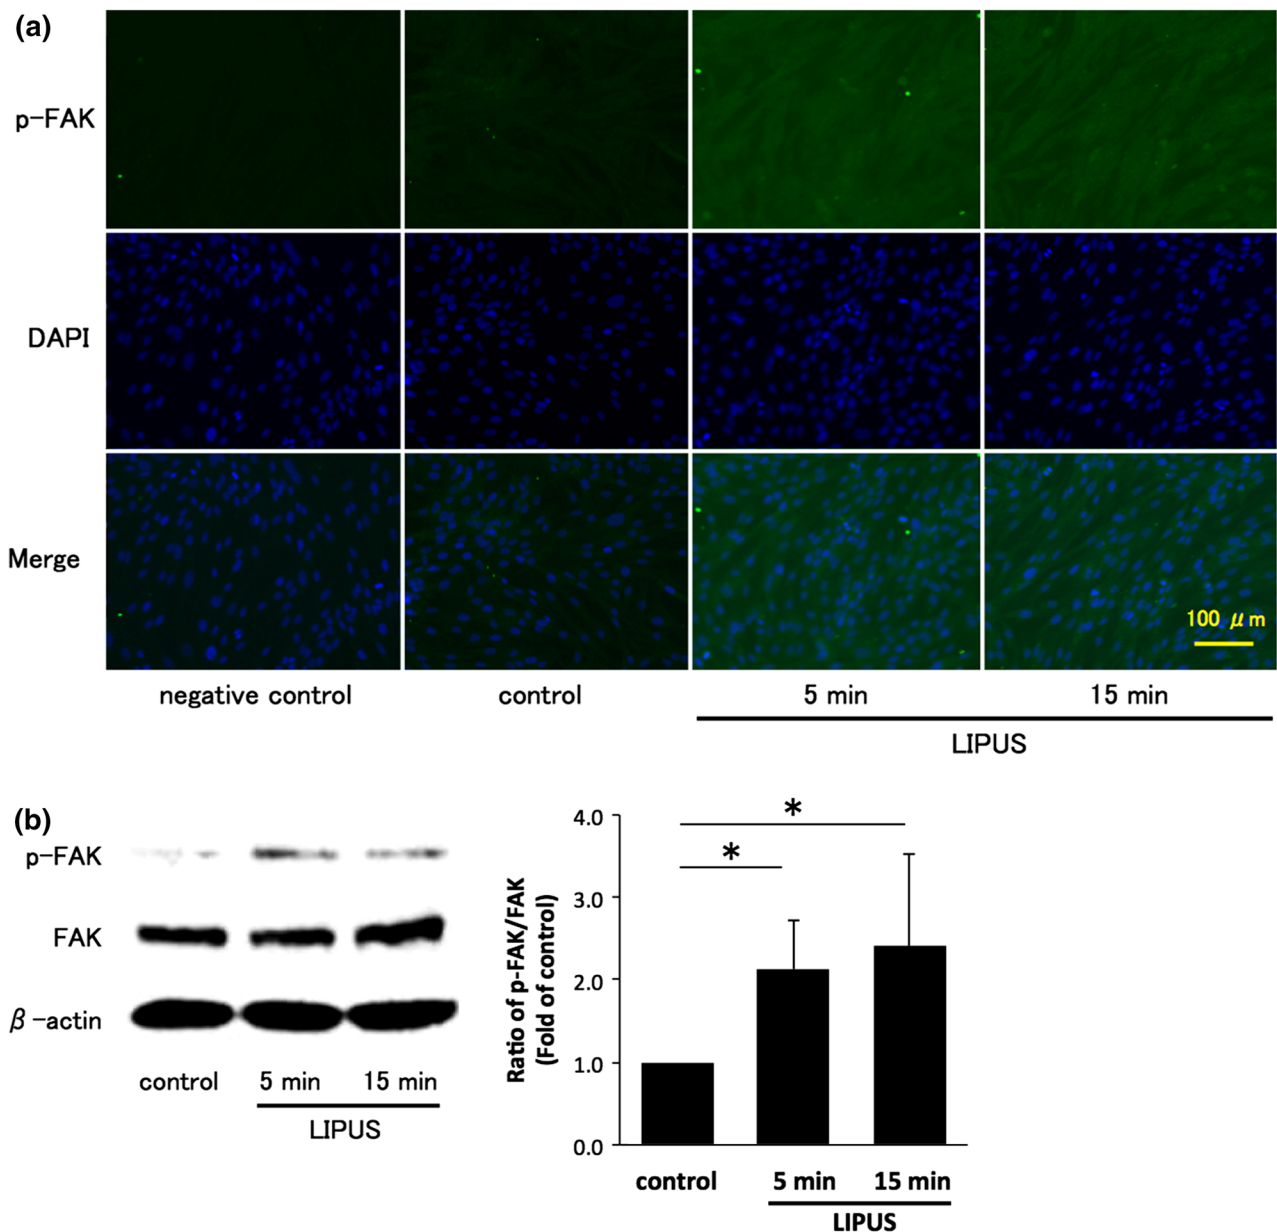 (a)
p-FAK
DAPI
Merge
100 μm
negative control
control
5 min
15 min
LIPUS
(b)
p-FAK
FAK
β-actin
control
5 min
15 min
LIPUS
Ratio of p-FAK/FAK
(Fold of control)
4.0
3.0
2.0
1.0
0.0
*
*
control
5 min
15 min
LIPUS